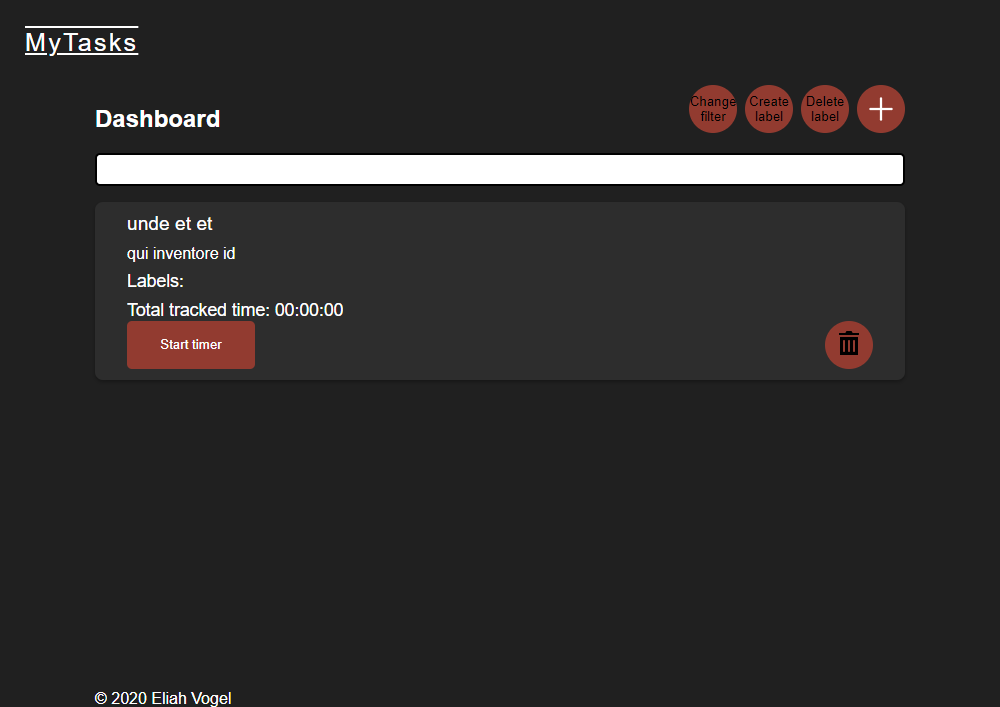 MyTasks
Dashboard
Change
filter
Create
label
Delete
label
unde et et
qui inventore id
Labels:
Total tracked time: 00:00:00
Start timer
© 2020 Eliah Vogel